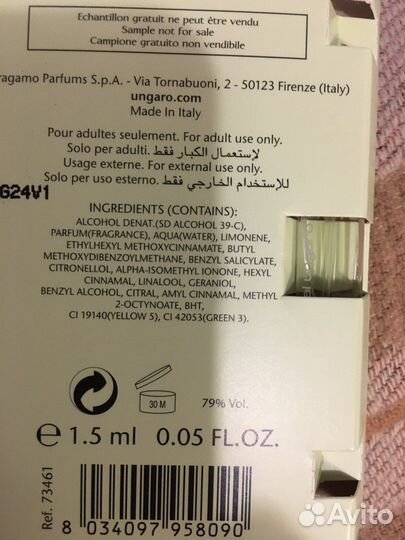 Echantillon gratuit ne peut être vendu
Sample not for sale
Campione gratuito non vendibile
ragamo Parfums S.p.A. - Via Tornabuoni, 2 - 50123 Firenze (Italy)
ungaro.com
Made In Italy
Pour adultes seulement. For adult use only.
Solo per adulti. لإستعمال الكبار فقط.
Usage externe. For external use only.
Solo per uso esterno. للإستخدام الخارجي فقط.
G24V1
INGREDIENTS (CONTAINS):
ALCOHOL DENAT.(SD ALCOHOL 39-C),
PARFUM(FRAGRANCE), AQUA(WATER), LIMONENE,
ETHYLHEXYL METHOXYCINNAMATE, BUTYL
METHOXYDIBENZOYLMETHANE, BENZYL SALICYLATE,
CITRONELLOL, ALPHA-ISOMETHYL IONONE, HEXYL
CINNAMAL, LINALOOL, GERANIOL,
BENZYL ALCOHOL, CITRAL, AMYL CINNAMAL, METHYL
2-OCTYNOATE, BHT,
CI 19140(YELLOW 5), CI 42053(GREEN 3).
30 M
79% Vol.
e 1.5 ml 0.05 FL.OZ.
Ref. 73461
8 034097 958090
Avito